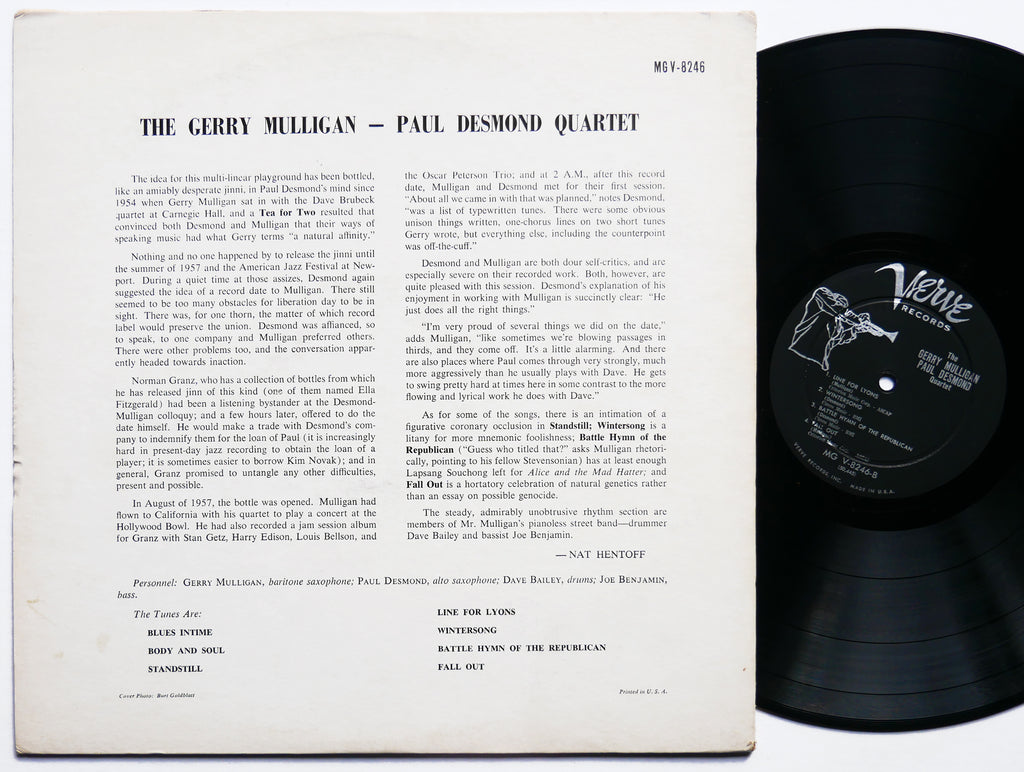 MG V-8246
THE GERRY MULLIGAN — PAUL DESMOND QUARTET
The idea for this multi-linear playground has been bottled,
like an amiably desperate jinni, in Paul Desmond's mind since
1954 when Gerry Mulligan sat in with the Dave Brubeck
quartet at Carnegie Hall, and a Tea for Two resulted that
convinced both Desmond and Mulligan that their ways of
speaking music had what Gerry terms “a natural affinity.”
Nothing and no one happened by to release the jinni until
the summer of 1957 and the American Jazz Festival at New-
port. During a quiet time at those assizes, Desmond again
suggested the idea of a record date to Mulligan. There still
seemed to be too many obstacles for liberation day to be in
sight. There was, for one thorn, the matter of which record
label would preserve the union. Desmond was affianced, so
to speak, to one company and Mulligan preferred others.
There were other problems too, and the conversation appar-
ently headed towards inaction.
Norman Granz, who has a collection of bottles from which
he has released jinn of this kind (one of them named Ella
Fitzgerald) had been a listening bystander at the Desmond-
Mulligan colloquy; and a few hours later, offered to do the
date himself. He would make a trade with Desmond's com-
pany to indemnify them for the loan of Paul (it is increasingly
hard in present-day jazz recording to obtain the loan of a
player; it is sometimes easier to borrow Kim Novak); and in
general, Granz promised to untangle any other difficulties,
present and possible.
In August of 1957, the bottle was opened. Mulligan had
flown to California with his quartet to play a concert at the
Hollywood Bowl. He had also recorded a jam session album
for Granz with Stan Getz, Harry Edison, Louis Bellson, and
the Oscar Peterson Trio; and at 2 A.M., after this record
date, Mulligan and Desmond met for their first session.
“About all we came in with that was planned,” notes Desmond,
“was a list of typewritten tunes. There were some obvious
unison things written, one-chorus lines on two short tunes
Gerry wrote, but everything else, including the counterpoint
was off-the-cuff.”
Desmond and Mulligan are both dour self-critics, and are
especially severe on their recorded work. Both, however, are
quite pleased with this session. Desmond's explanation of his
enjoyment in working with Mulligan is succinctly clear: “He
just does all the right things.”
“I'm very proud of several things we did on the date,”
adds Mulligan, “like sometimes we're blowing passages in
thirds, and they come off. It's a little alarming. And there
are also places where Paul comes through very strongly, much
more aggressively than he usually plays with Dave. He gets
to swing pretty hard at times here in some contrast to the more
flowing and lyrical work he does with Dave.”
As for some of the songs, there is an intimation of a
figurative coronary occlusion in Standstill; Wintersong is a
litany for more mnemonic foolishness; Battle Hymn of the
Republican (“Guess who titled that?” asks Mulligan rhetori-
cally, pointing to his fellow Stevensonian) has at least enough
Lapsang Souchong left for Alice and the Mad Hatter; and
Fall Out is a hortatory celebration of natural genetics rather
than an essay on possible genocide.
The steady, admirably unobtrusive rhythm section are
members of Mr. Mulligan's pianoless street band—drummer
Dave Bailey and bassist Joe Benjamin.
— NAT HENTOFF
Personnel: GERRY MULLIGAN, baritone saxophone; PAUL DESMOND, alto saxophone; DAVE BAILEY, drums; JOE BENJAMIN,
bass.
The Tunes Are:
BLUES INTIME
BODY AND SOUL
STANDSTILL
LINE FOR LYONS
WINTERSONG
BATTLE HYMN OF THE REPUBLICAN
FALL OUT
Cover Photo: Burt Goldblatt
Printed in U. S. A.
Verve
RECORDS
The
GERRY MULLIGAN
PAUL DESMOND
Quartet
1. LINE FOR LYONS
2. WINTERSONG
3. BATTLE HYMN OF THE REPUBLICAN
4. FALL OUT
MG V-8246-B
VERVE RECORDS, INC. MADE IN U.S.A.